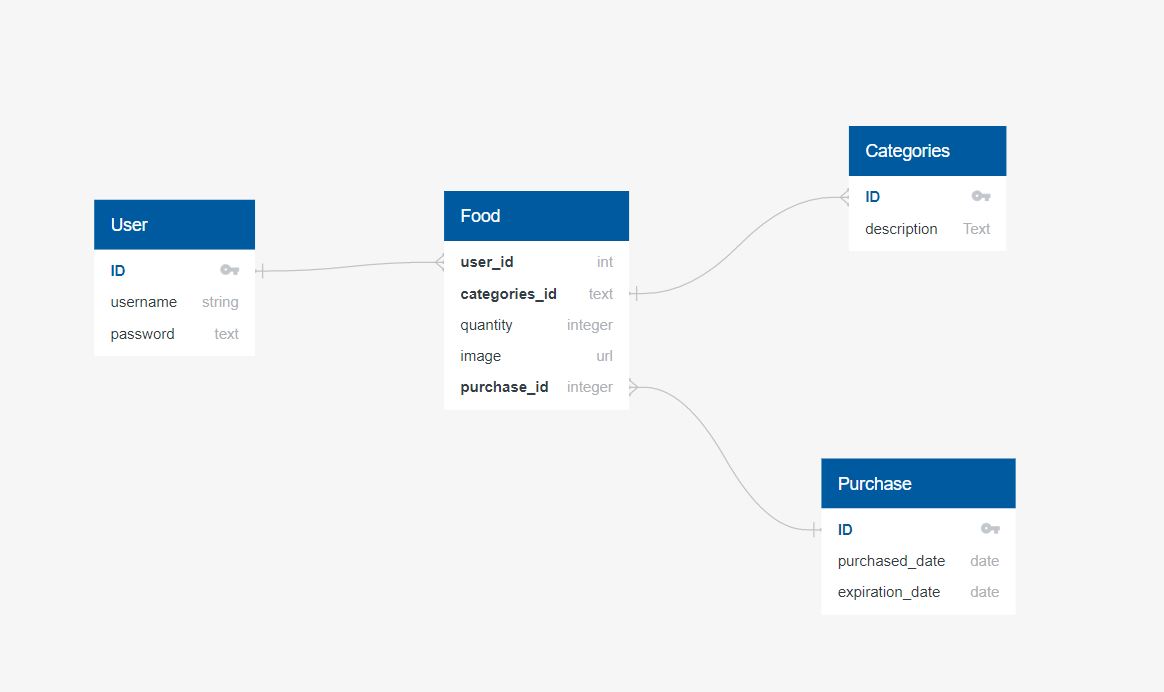 User
ID
username string
password text
Food
user_id int
categories_id text
quantity integer
image url
purchase_id integer
Categories
ID
description Text
Purchase
ID
purchased_date date
expiration_date date